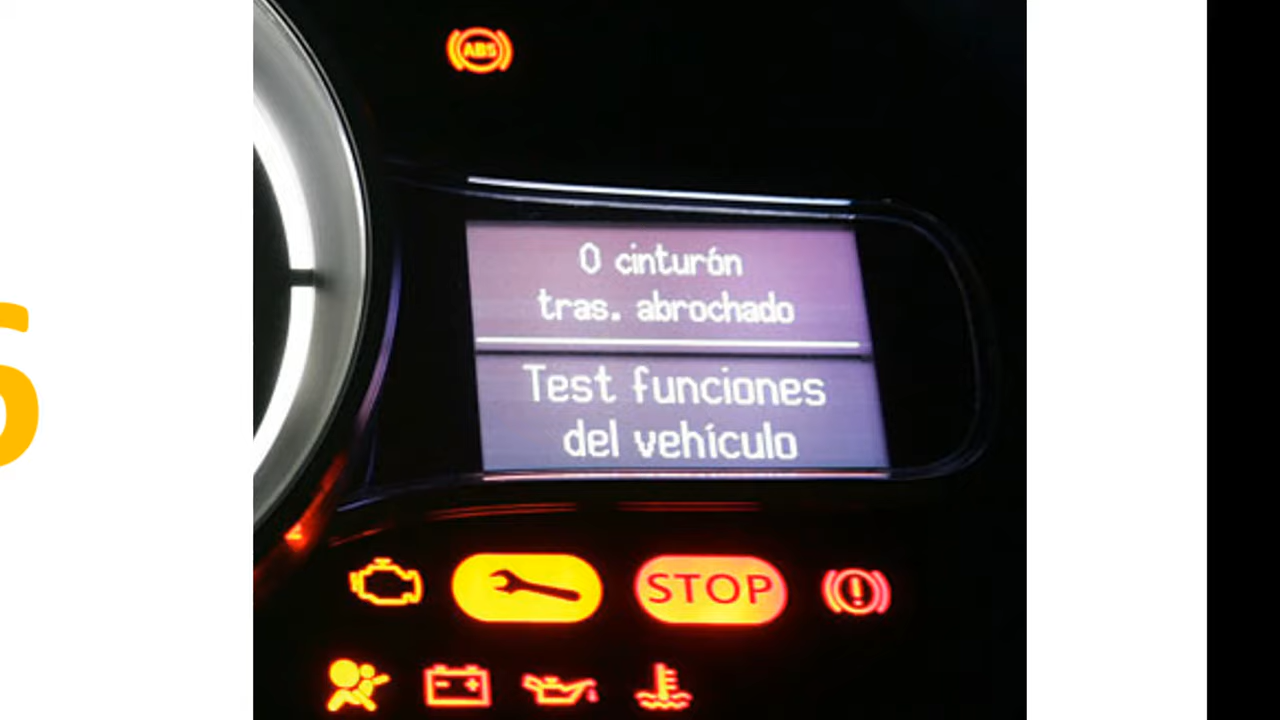 ABS
0 cinturón
tras. abrochado
Test funciones
del vehículo
STOP